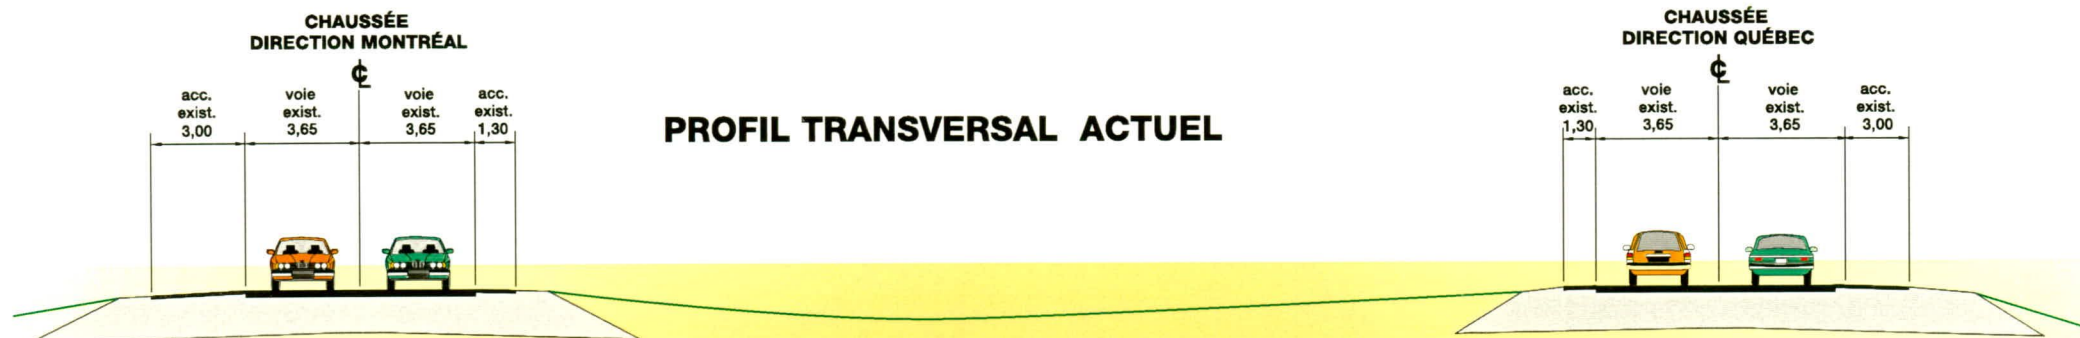 CHAUSSÉE
DIRECTION MONTRÉAL
℄
acc.
exist.
3,00
voie
exist.
3,65
voie
exist.
3,65
acc.
exist.
1,30
PROFIL TRANSVERSAL ACTUEL
CHAUSSÉE
DIRECTION QUÉBEC
℄
acc.
exist.
1,30
voie
exist.
3,65
voie
exist.
3,65
acc.
exist.
3,00